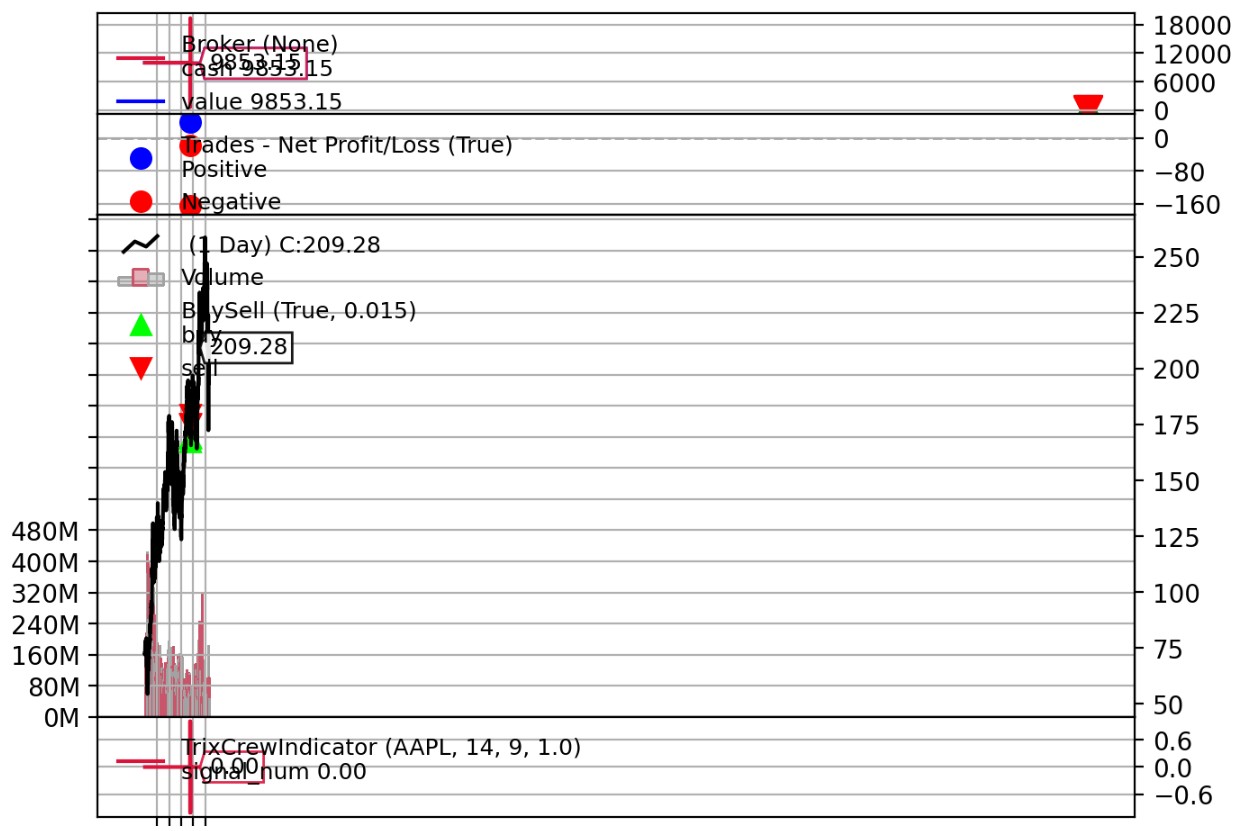 Broker (None)
cash 9853.15
9853.15
value 9853.15
18000
12000
6000
0
Trades - Net Profit/Loss (True)
Positive
Negative
0
−80
−160
(1 Day) C:209.28
Volume
BuySell (True, 0.015)
buy
209.28
sell
250
225
200
175
150
125
100
75
50
480M
400M
320M
240M
160M
80M
0M
TrixCrewIndicator (AAPL, 14, 9, 1.0)
0.00
signal_num 0.00
0.6
0.0
−0.6